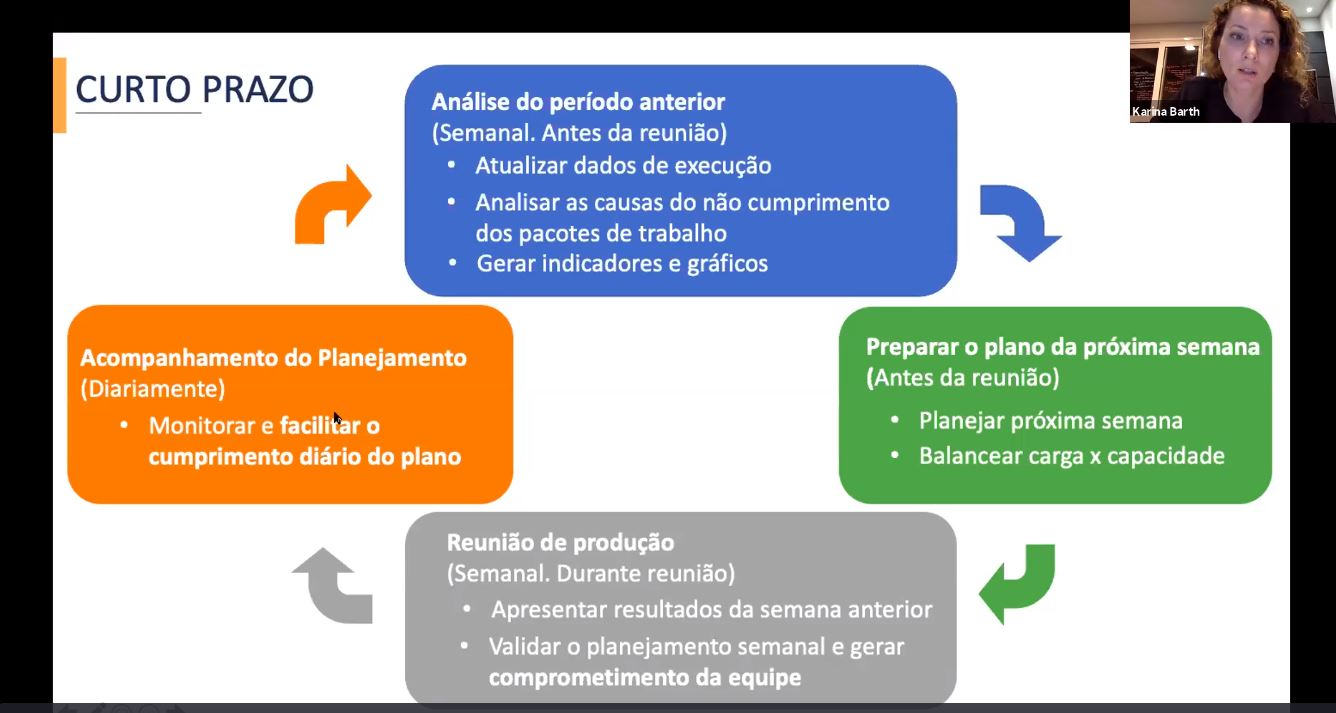 CURTO PRAZO
Análise do período anterior
(Semanal. Antes da reunião)
• Atualizar dados de execução
• Analisar as causas do não cumprimento
dos pacotes de trabalho
• Gerar indicadores e gráficos
Karina Barth
Acompanhamento do Planejamento
(Diariamente)
• Monitorar e facilitar o
cumprimento diário do plano
Preparar o plano da próxima semana
(Antes da reunião)
• Planejar próxima semana
• Balancear carga x capacidade
Reunião de produção
(Semanal. Durante reunião)
• Apresentar resultados da semana anterior
• Validar o planejamento semanal e gerar
comprometimento da equipe